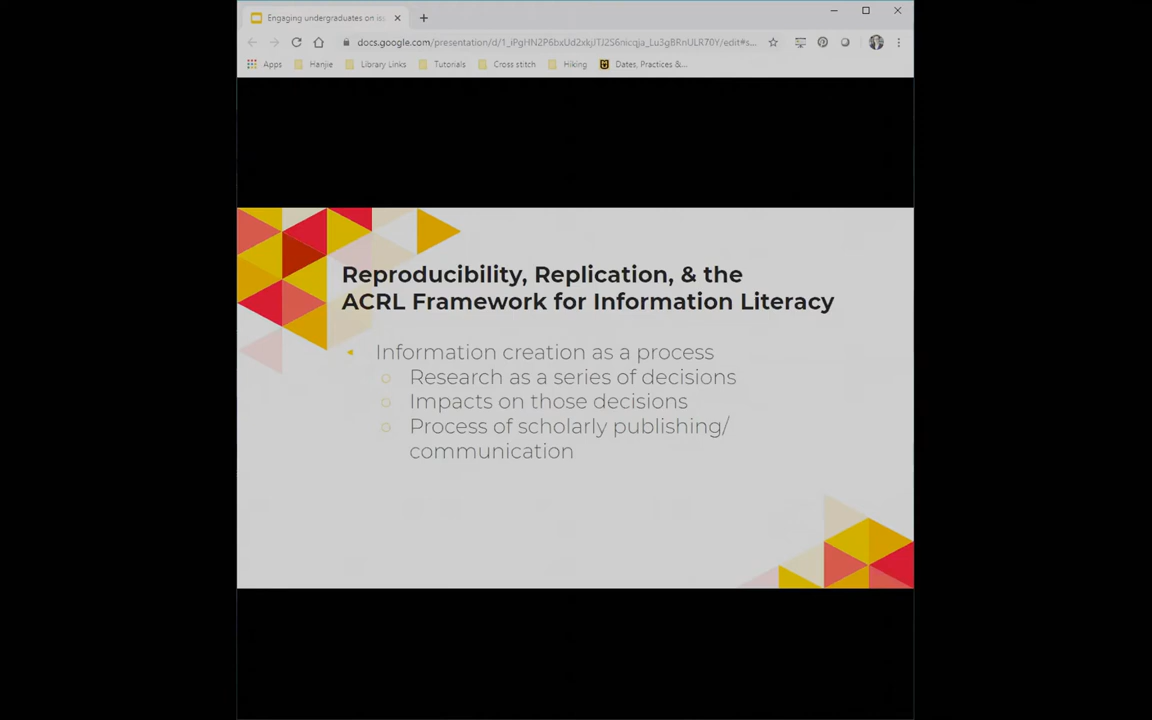 Engaging undergraduates on is
docs.google.com/presentation/d/1_iPgHN2P6bxUd2xkjITJ2S6nicqja_Lu3gBRnULR70Y/edit#s...
Apps Hanjie Library Links Tutorials Cross stitch Hiking Dates, Practices &...
Reproducibility, Replication, & the
ACRL Framework for Information Literacy
Information creation as a process
Research as a series of decisions
Impacts on those decisions
Process of scholarly publishing/
communication